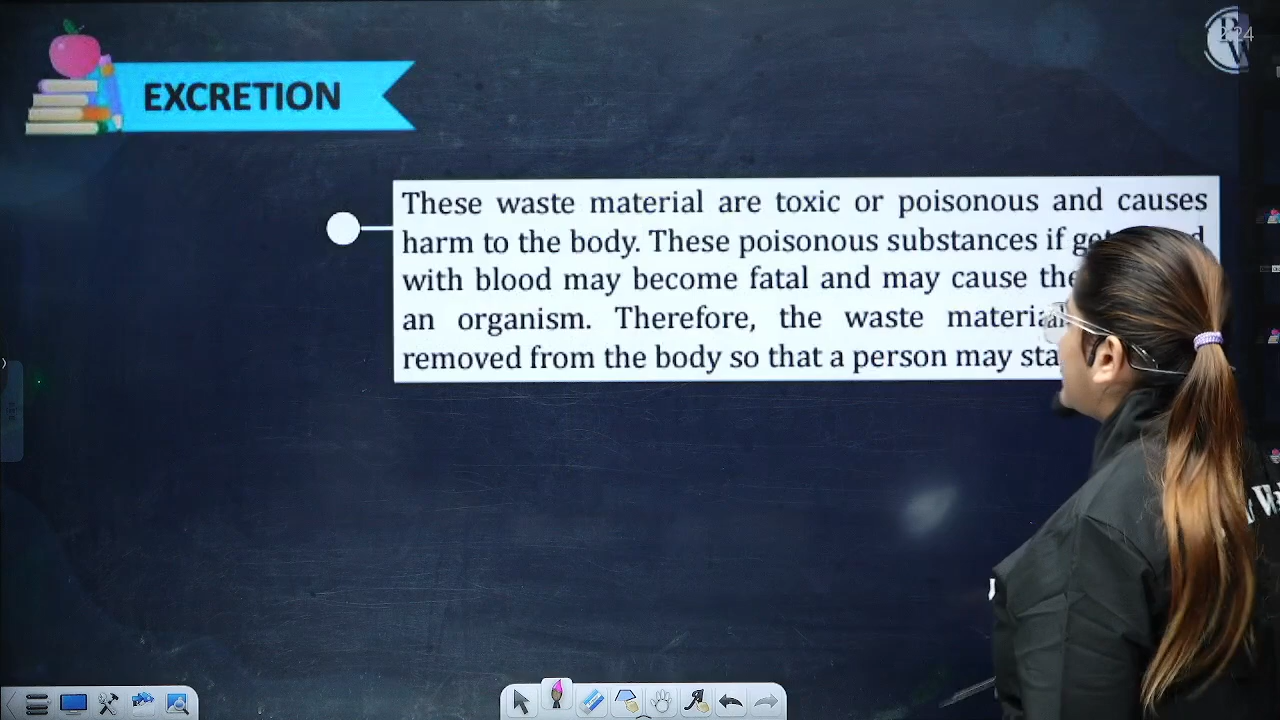 EXCRETION
2:24
These waste material are toxic or poisonous and causes
harm to the body. These poisonous substances if
with blood may become fatal and may cause
an organism. Therefore, the waste
removed from the body so that a person may